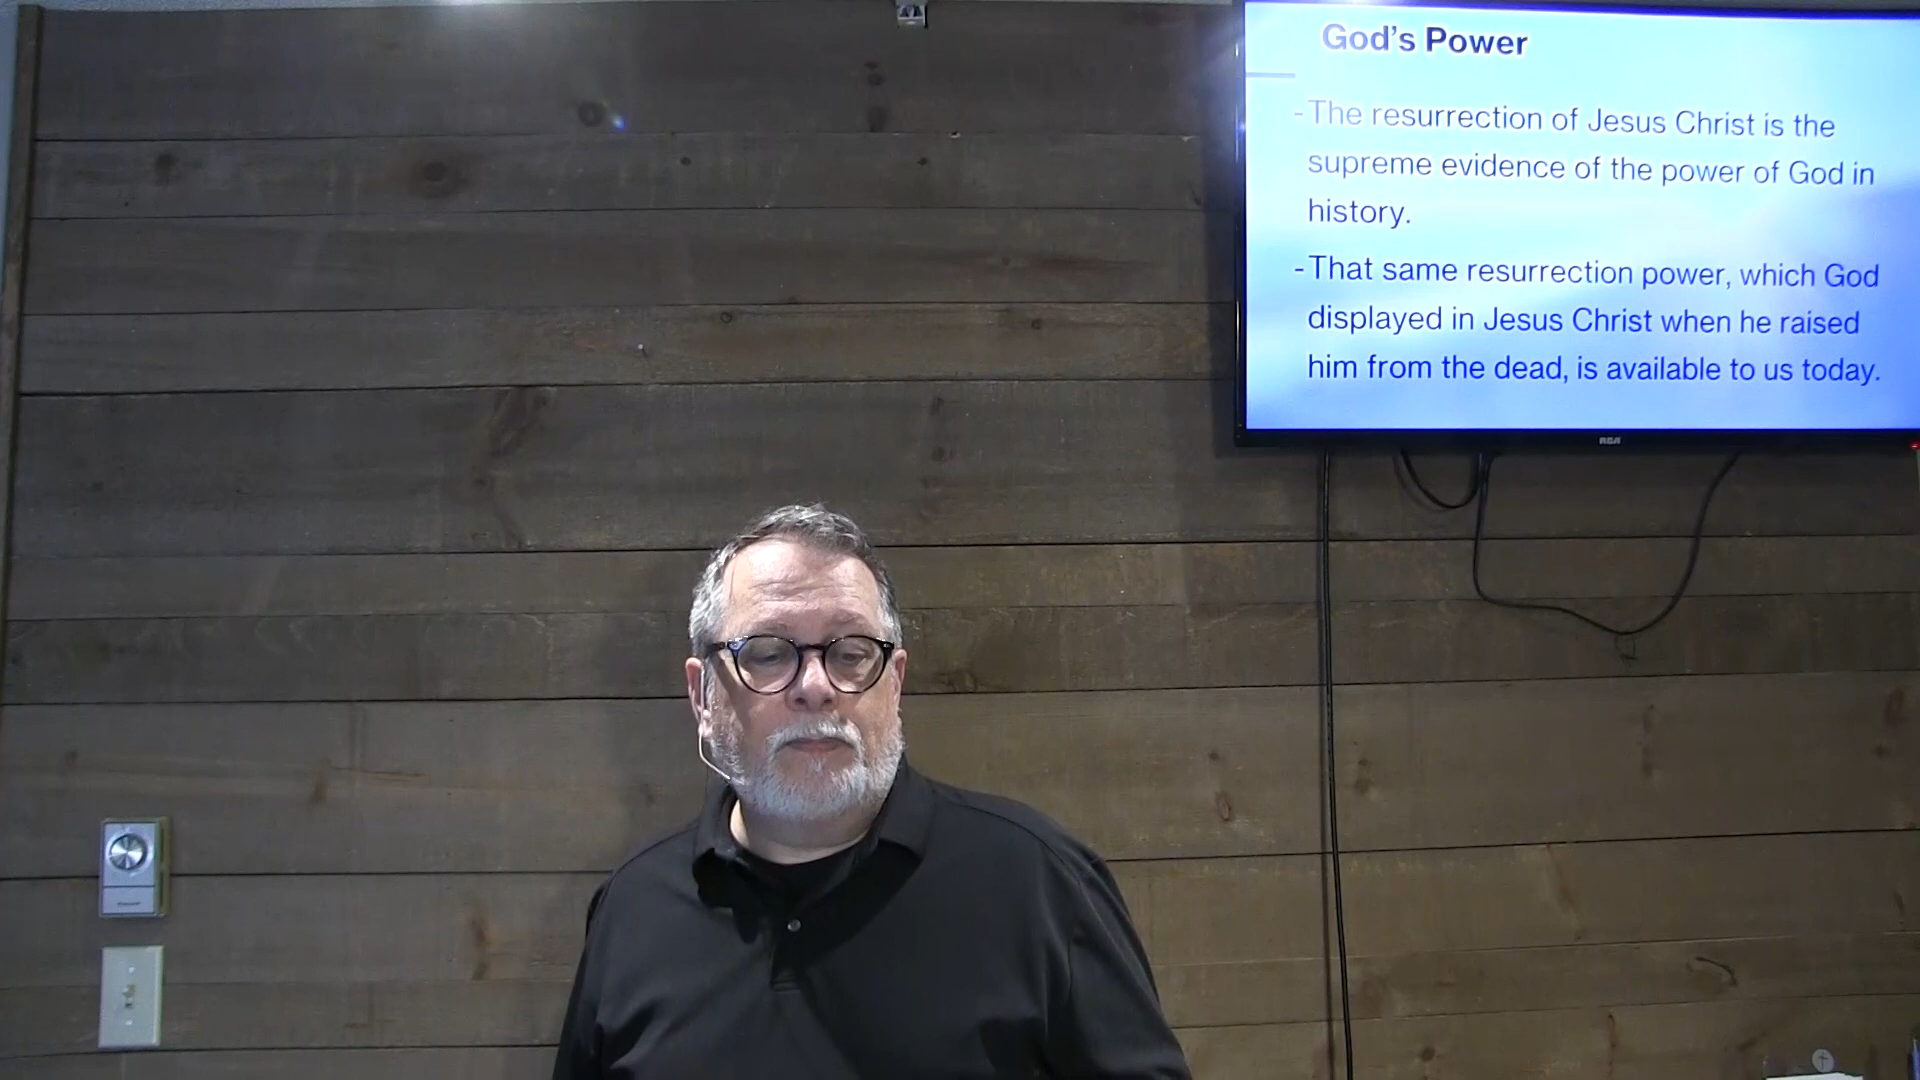 God's Power
-The resurrection of Jesus Christ is the
supreme evidence of the power of God in
history.
-That same resurrection power, which God
displayed in Jesus Christ when he raised
him from the dead, is available to us today.
RCA